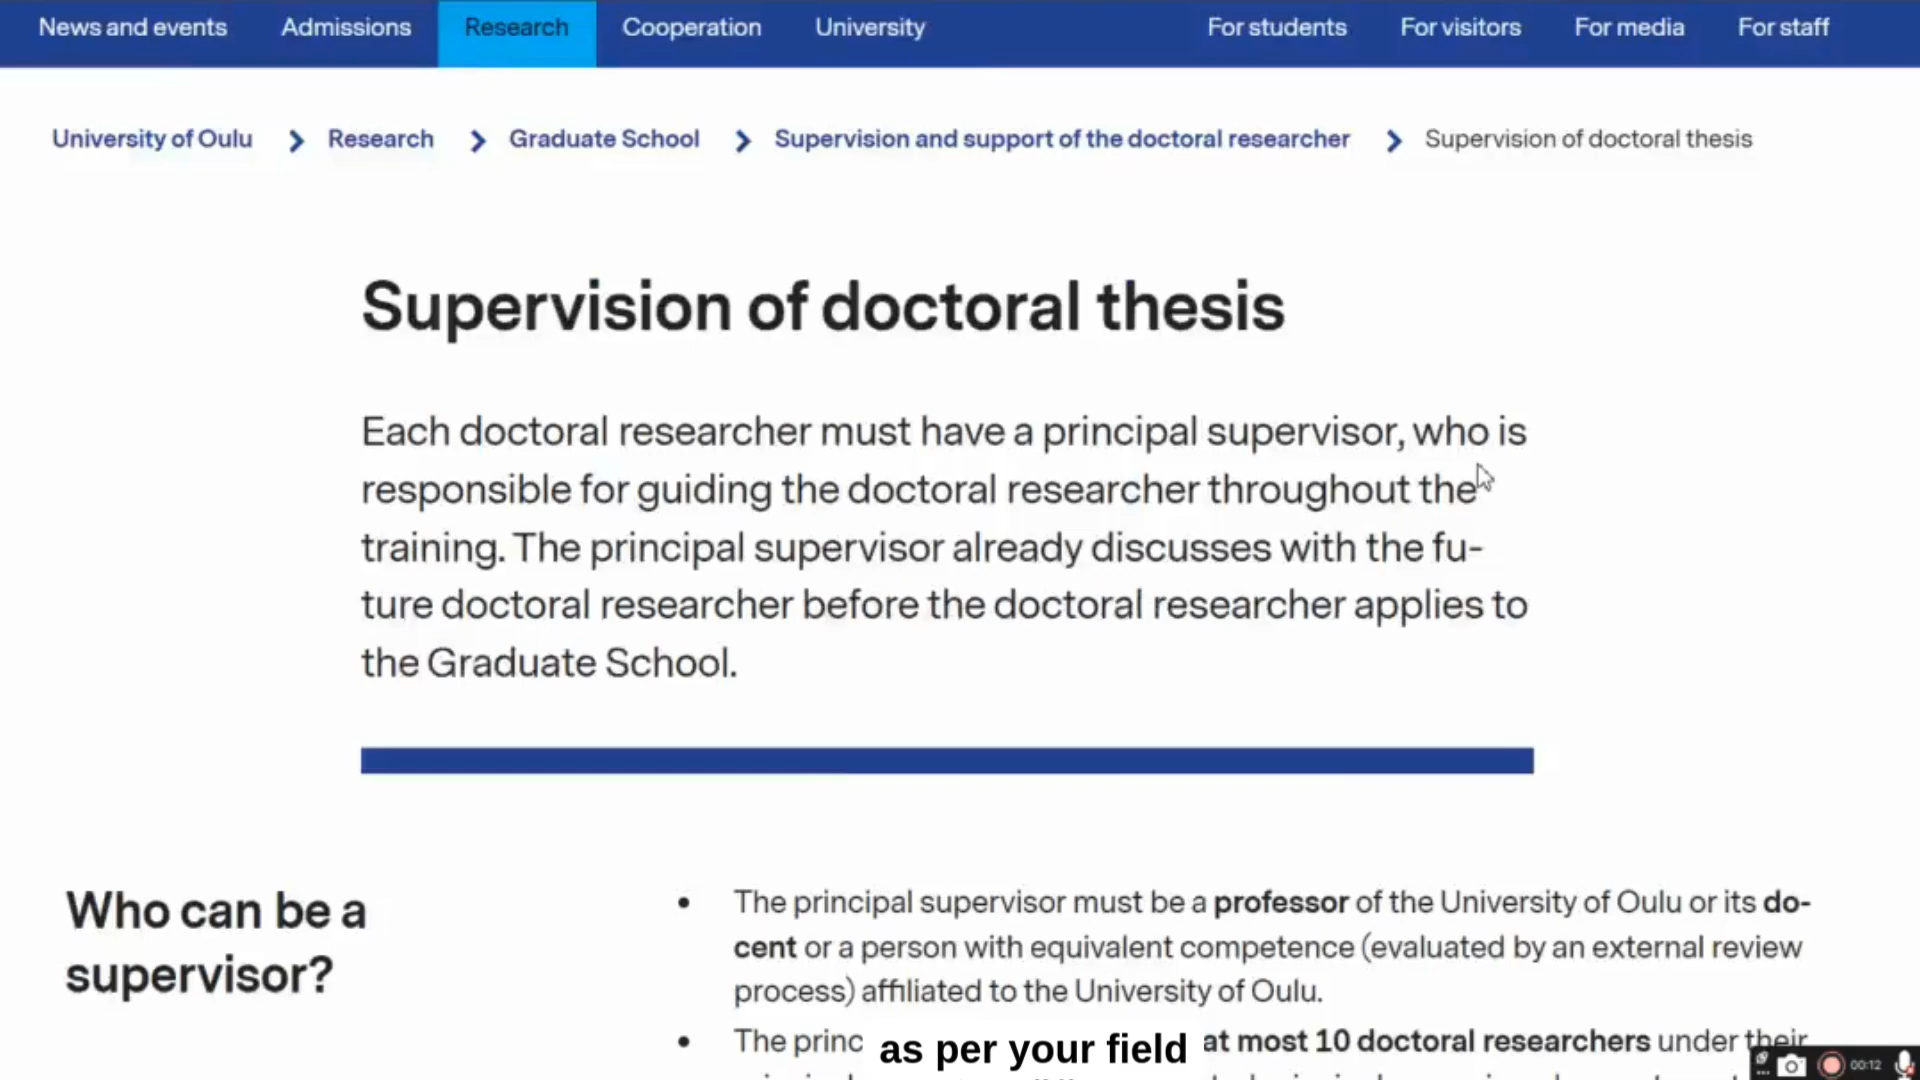 News and events Admissions Research Cooperation University For students For visitors For media For staff
University of Oulu Research Graduate School Supervision and support of the doctoral researcher Supervision of doctoral thesis
Supervision of doctoral thesis
Each doctoral researcher must have a principal supervisor, who is
responsible for guiding the doctoral researcher throughout the
training. The principal supervisor already discusses with the fu-
ture doctoral researcher before the doctoral researcher applies to
the Graduate School.
Who can be a
supervisor?
• The principal supervisor must be a professor of the University of Oulu or its do-
cent or a person with equivalent competence (evaluated by an external review
process) affiliated to the University of Oulu.
• The princ at most 10 doctoral researchers under their
as per your field
00:12